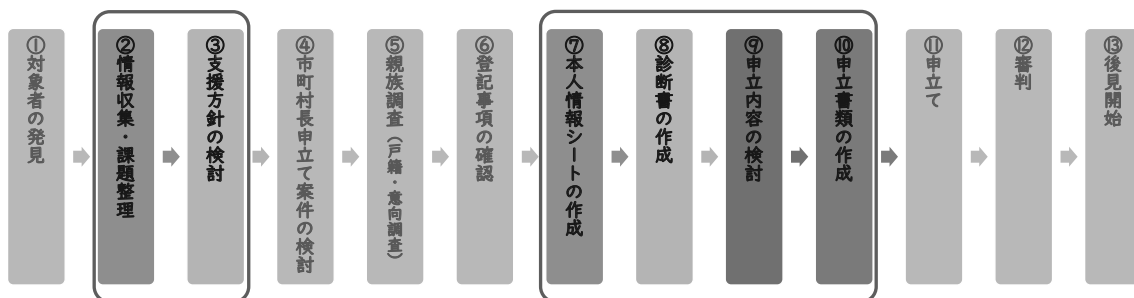 ①対象者の発見
②情報収集・課題整理
③支援方針の検討
④市町村長申立て案件の検討
⑤親族調査（戸籍・意向調査）
⑥登記事項の確認
⑦本人情報シートの作成
⑧診断書の作成
⑨申立内容の検討
⑩申立書類の作成
⑪申立て
⑫審判
⑬後見開始